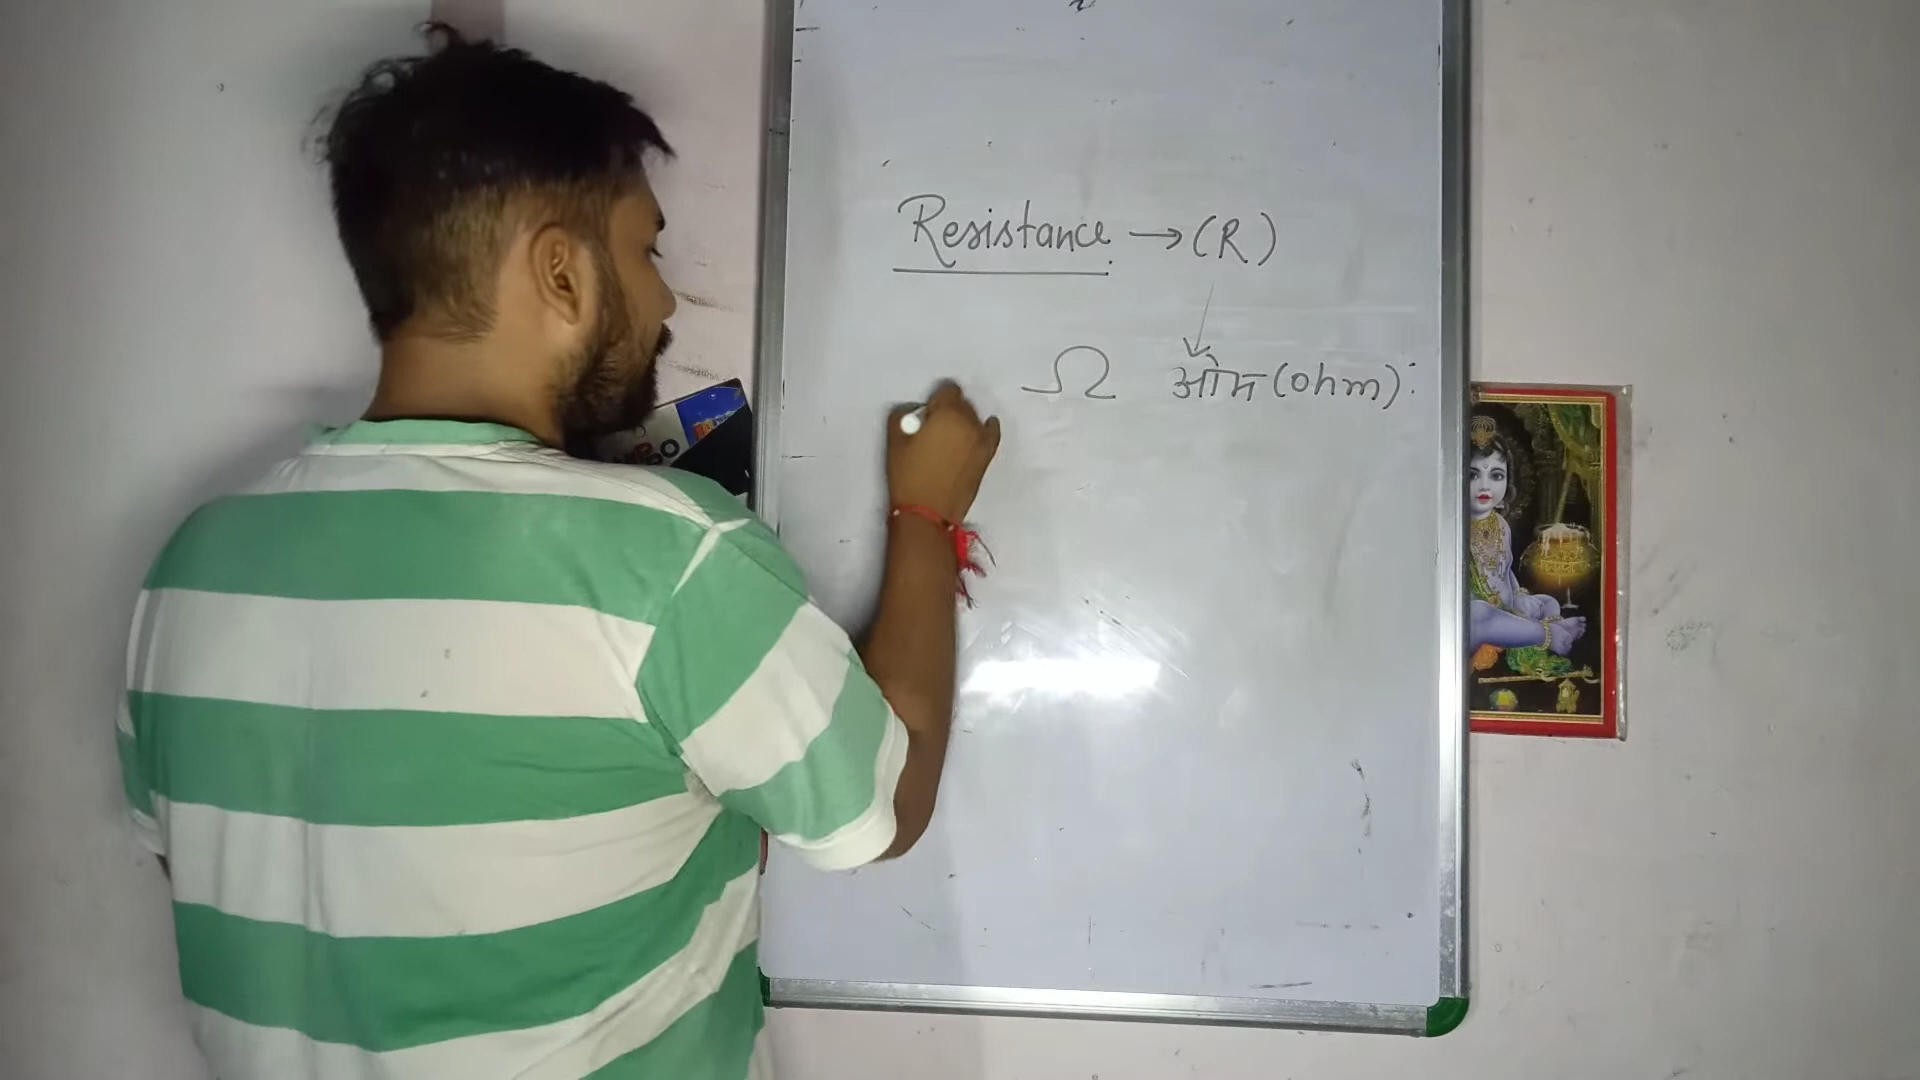 Resistance → (R)
Ω ओम (ohm):